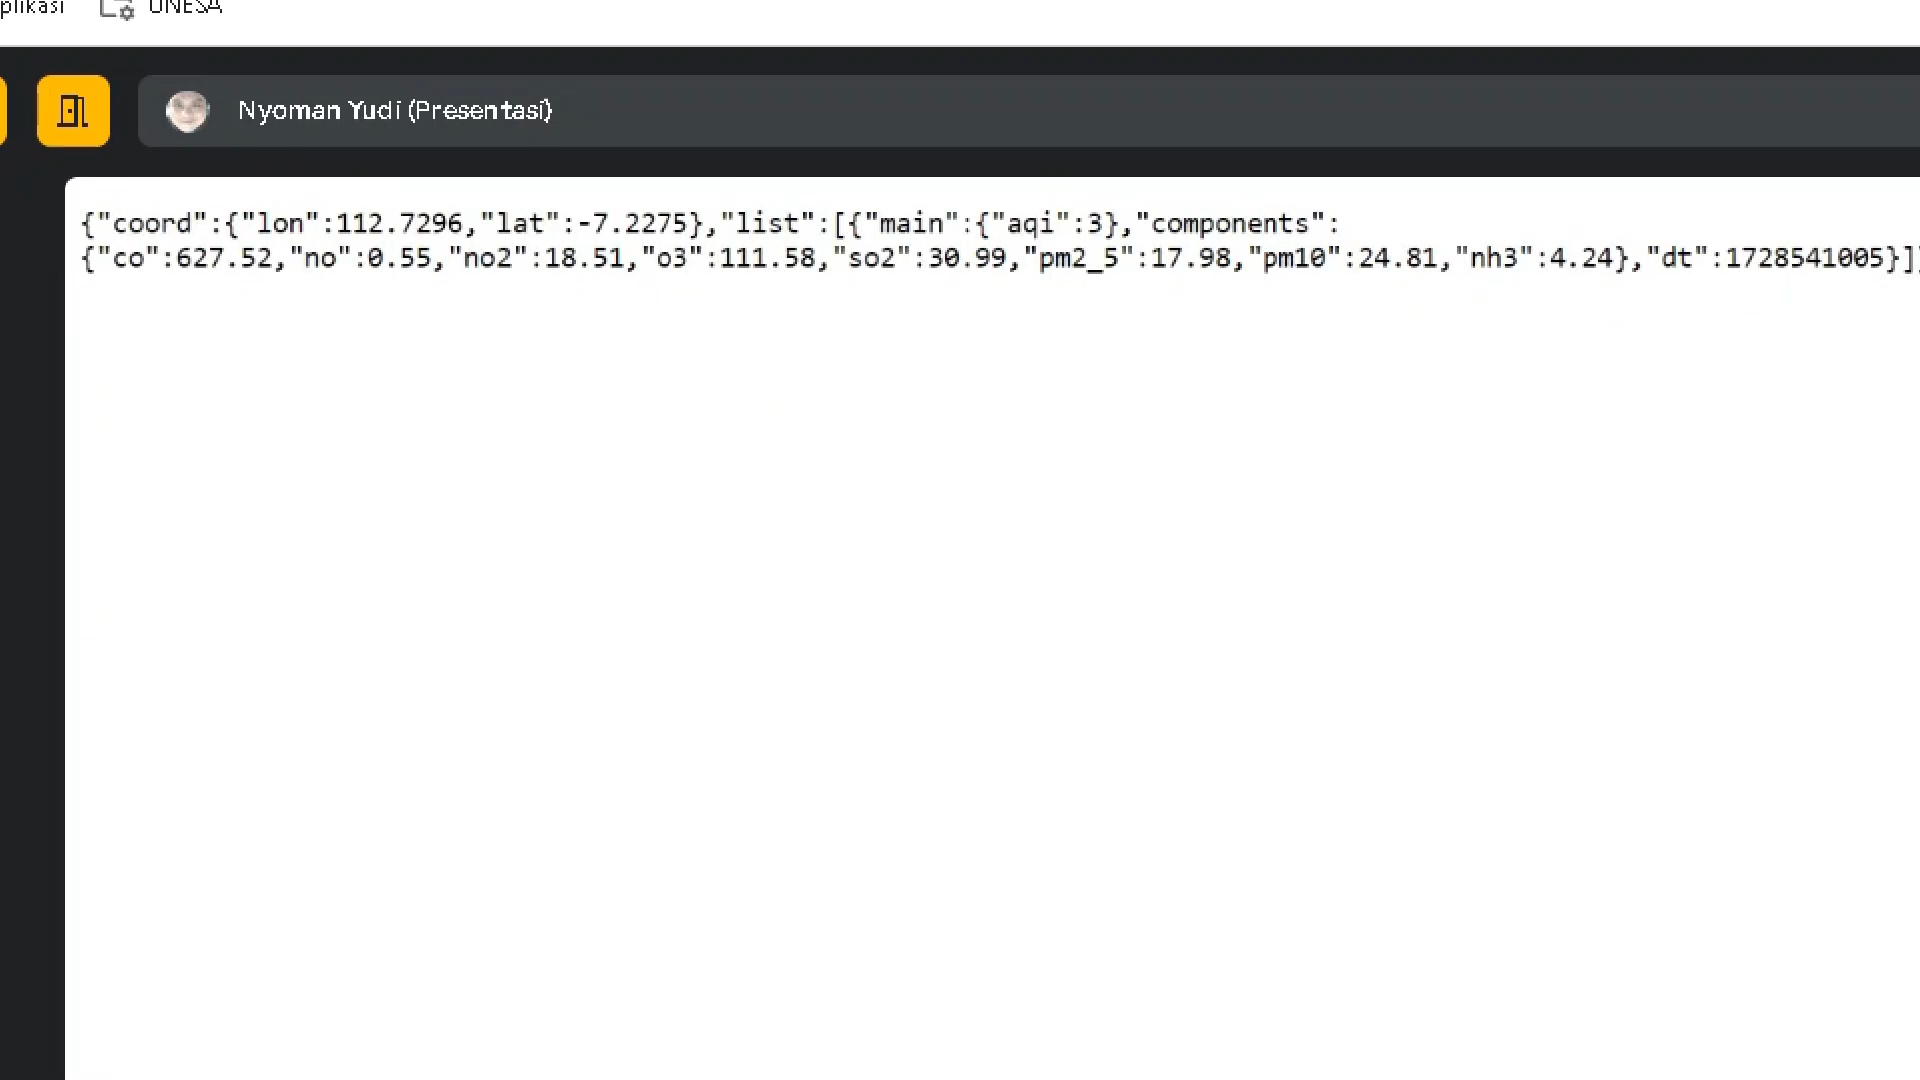 plikasi UNESA
Nyoman Yudi (Presentasi)
{"coord":{"lon":112.7296,"lat":-7.2275},"list":[{"main":{"aqi":3},"components":
{"co":627.52,"no":0.55,"no2":18.51,"o3":111.58,"so2":30.99,"pm2_5":17.98,"pm10":24.81,"nh3":4.24},"dt":1728541005}]}